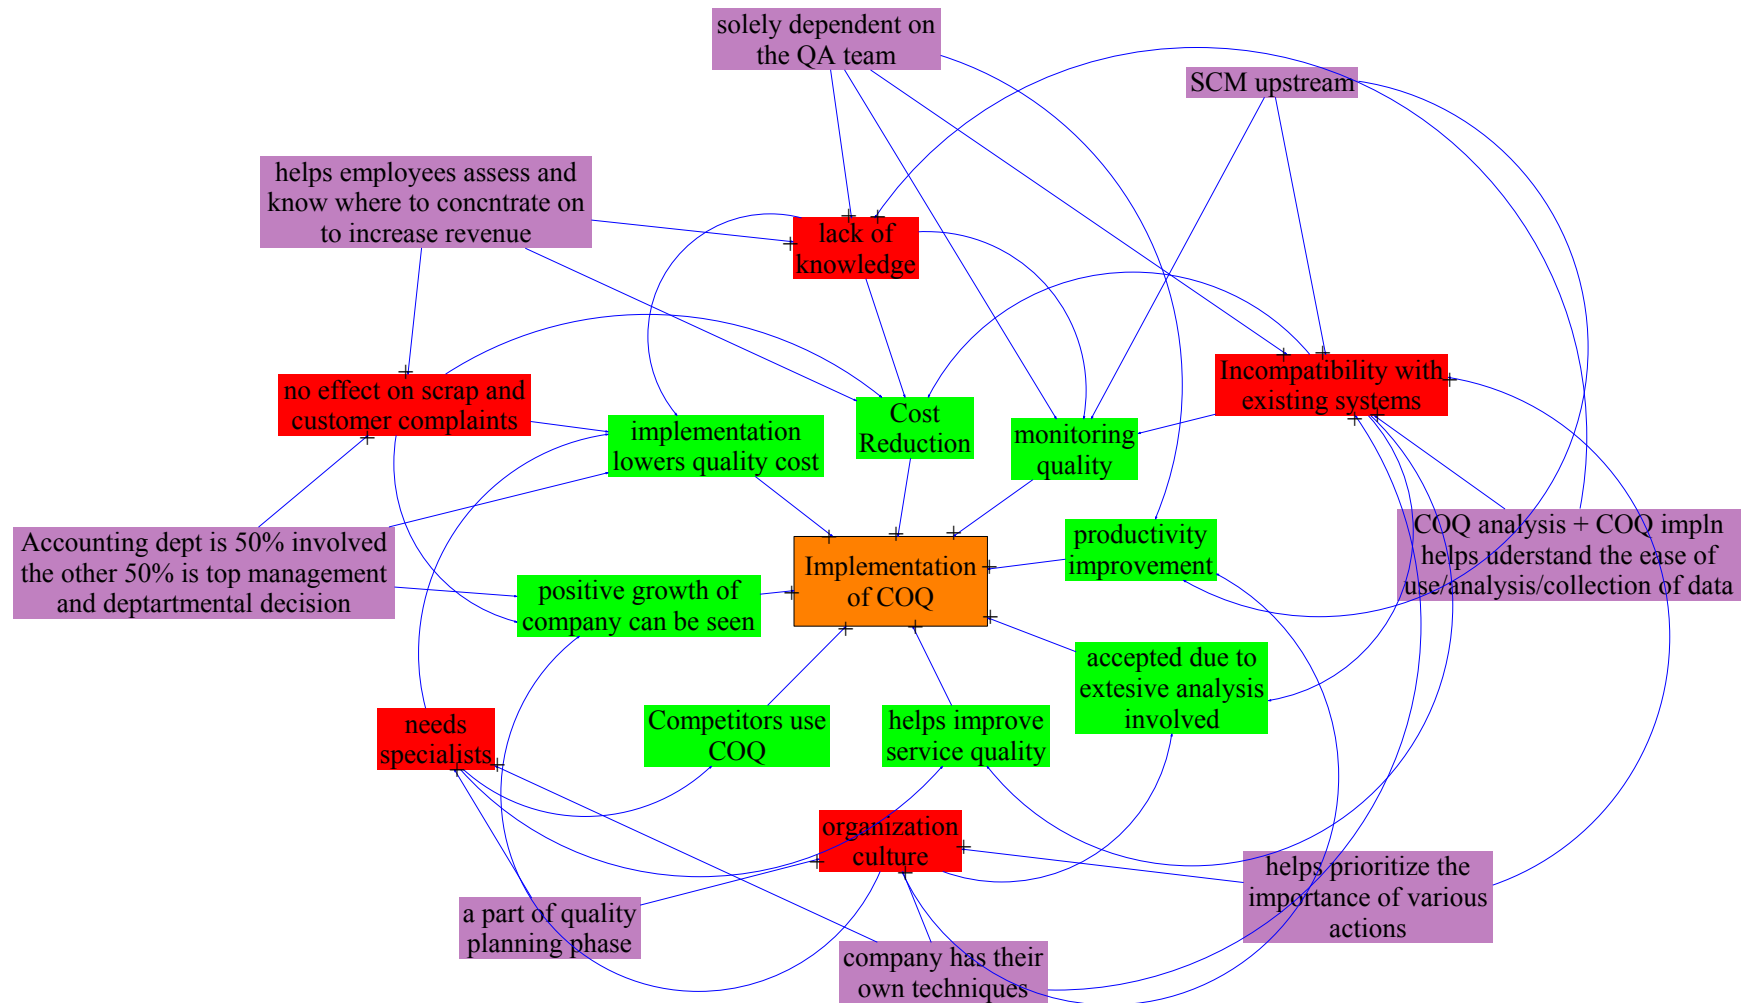 solely dependent on
the QA team
SCM upstream
helps employees assess and
know where to concntrate on
to increase revenue
lack of
knowledge
no effect on scrap and
customer complaints
Incompatibility with
existing systems
implementation
lowers quality cost
Cost
Reduction
monitoring
quality
Accounting dept is 50% involved
the other 50% is top management
and deptartmental decision
positive growth of
company can be seen
Implementation
of COQ
productivity
improvement
COQ analysis + COQ impln
helps uderstand the ease of
use/analysis/collection of data
accepted due to
extesive analysis
involved
needs
specialists
Competitors use
COQ
helps improve
service quality
organization
culture
helps prioritize the
importance of various
actions
a part of quality
planning phase
company has their
own techniques